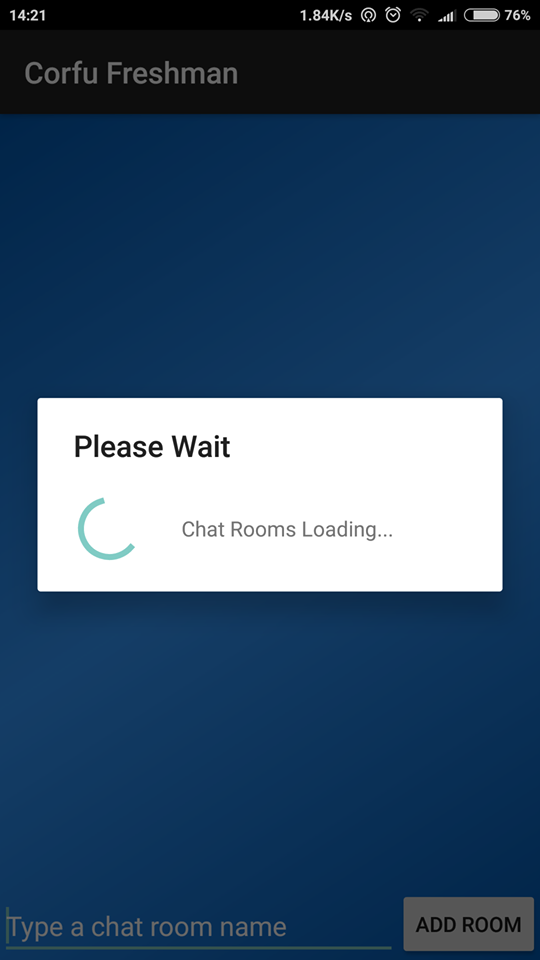 14:21 1.84K/s 76%
Corfu Freshman
Please Wait
Chat Rooms Loading...
Type a chat room name ADD ROOM